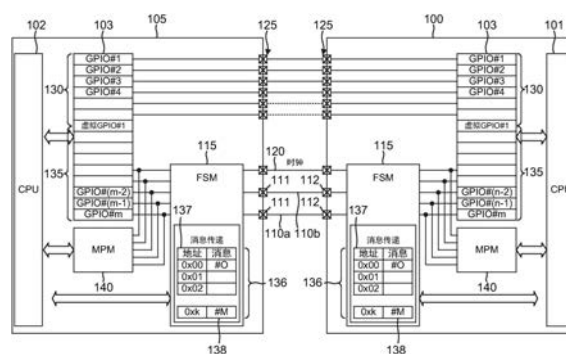 102 103 105 125 125 100 103 101
GPIO#1 GPIO#1
GPIO#2 GPIO#2
GPIO#3 GPIO#3
130 GPIO#4 GPIO#4 130
虚拟GPIO#1 虚拟GPIO#1
115 120 时钟 115
CPU 135 FSM 111 112 FSM 135 CPU
GPIO#(m-2) GPIO#(n-2)
GPIO#(m-1) 111 112 GPIO#(n-1)
GPIO#m GPIO#m
137 110a 110b 137
MPM 消息传递 消息传递 MPM
地址 消息 地址 消息
0x00 #O 0x00 #O
140 0x01 136 136 0x01 140
0x02 0x02
0xk #M 0xk #M
138 138